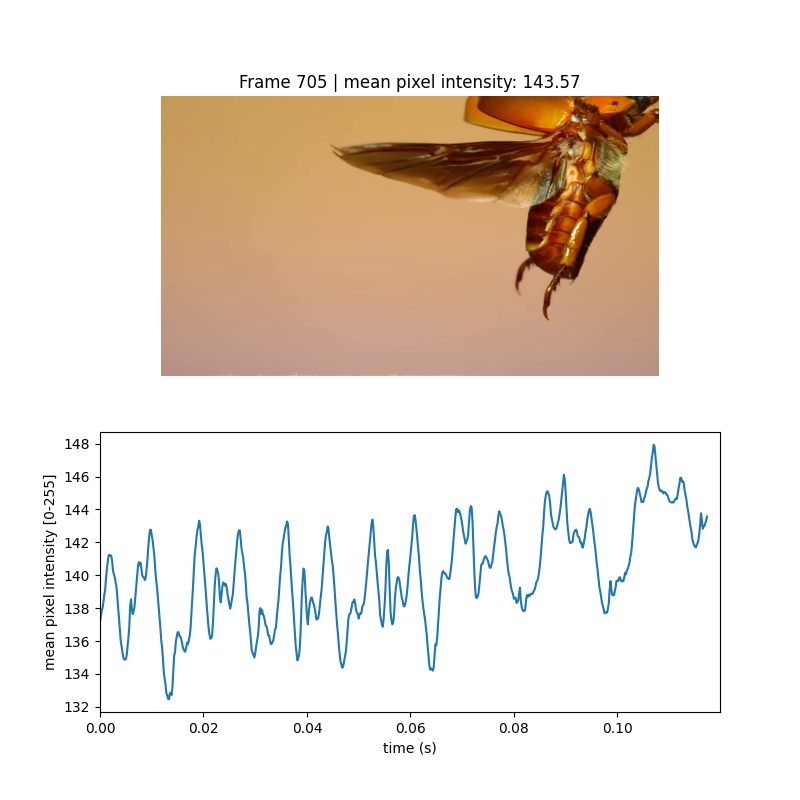 Frame 705 | mean pixel intensity: 143.57
148
146
144
142
140
138
136
134
132
mean pixel intensity [0-255]
0.00 0.02 0.04 0.06 0.08 0.10
time (s)